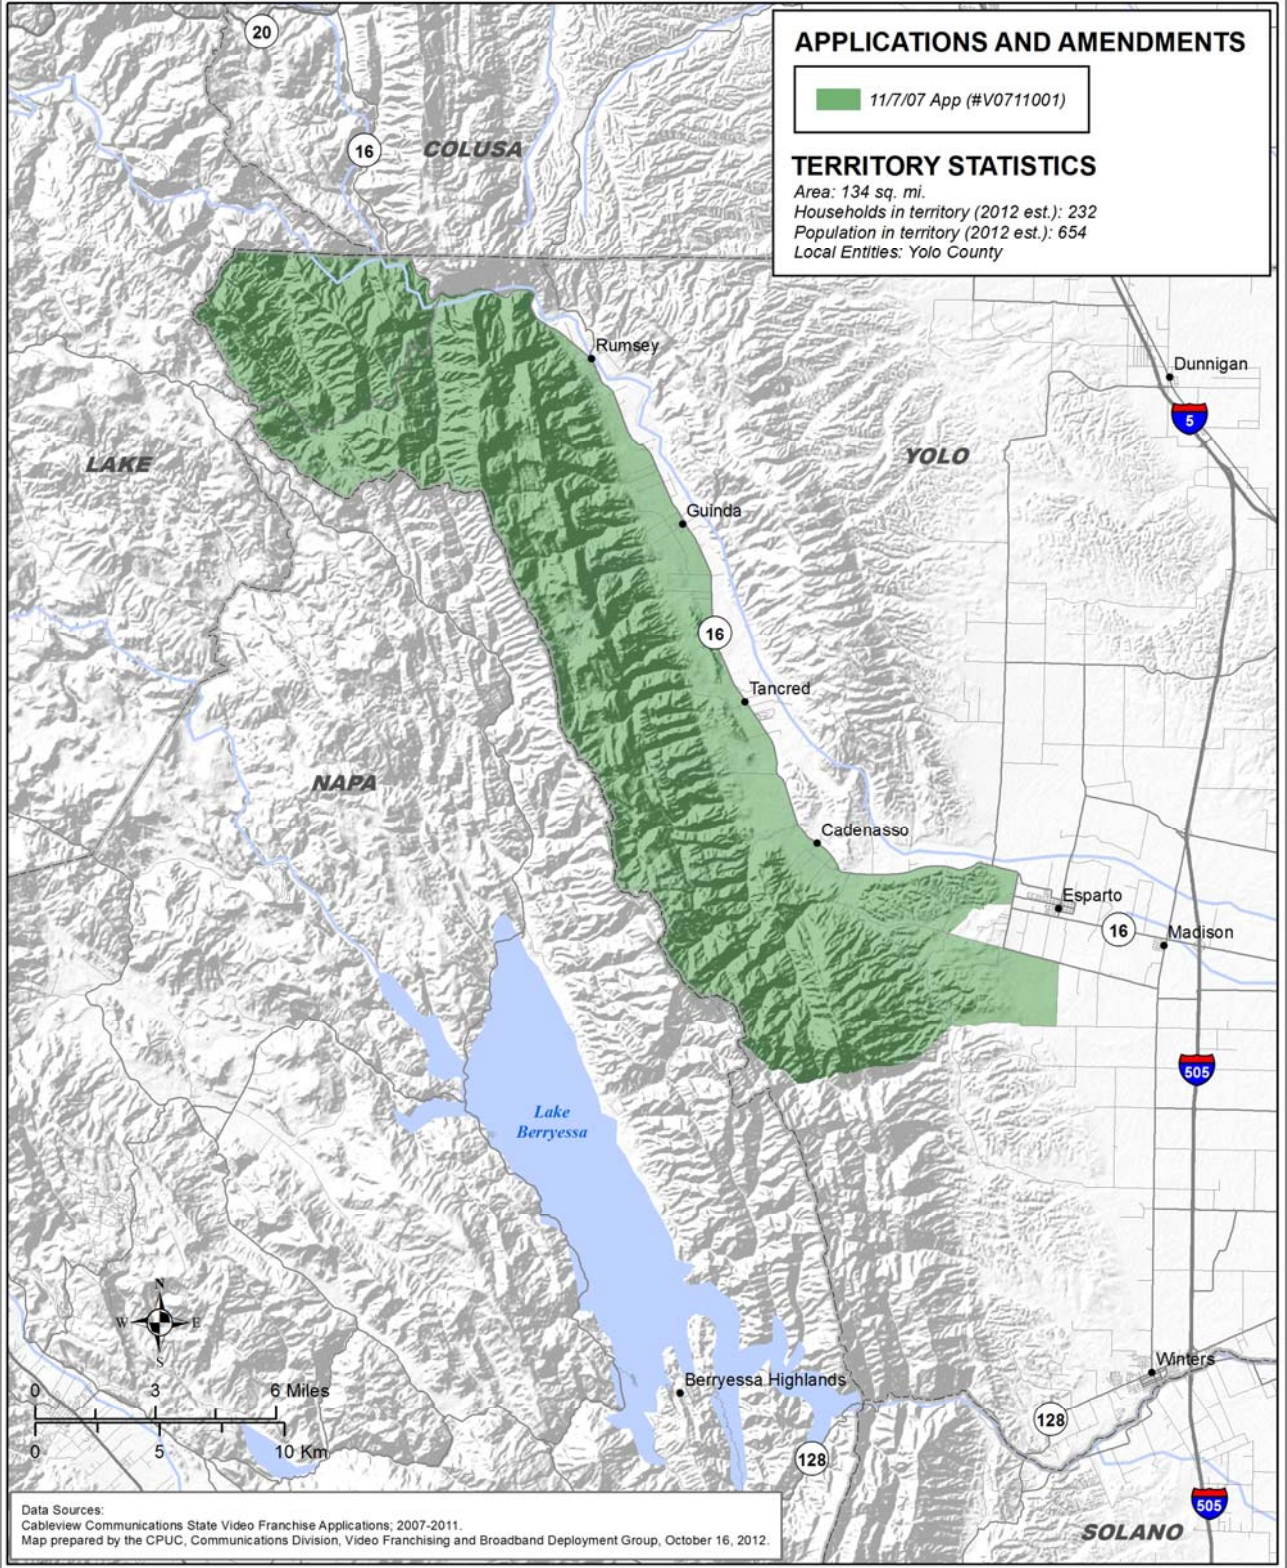 APPLICATIONS AND AMENDMENTS
11/7/07 App (#V0711001)
TERRITORY STATISTICS
Area: 134 sq. mi.
Households in territory (2012 est.): 232
Population in territory (2012 est.): 654
Local Entities: Yolo County
20
16
COLUSA
Rumsey
Dunnigan
5
LAKE
YOLO
Guinda
16
Tancred
NAPA
Cadenasso
Esparto
16
Madison
505
Lake
Berryessa
N
W E
S
Winters
0 3 6 Miles
Berryessa Highlands
128
0 5 10 Km
128
505
SOLANO
Data Sources:
Cableview Communications State Video Franchise Applications; 2007-2011.
Map prepared by the CPUC, Communications Division, Video Franchising and Broadband Deployment Group, October 16, 2012.